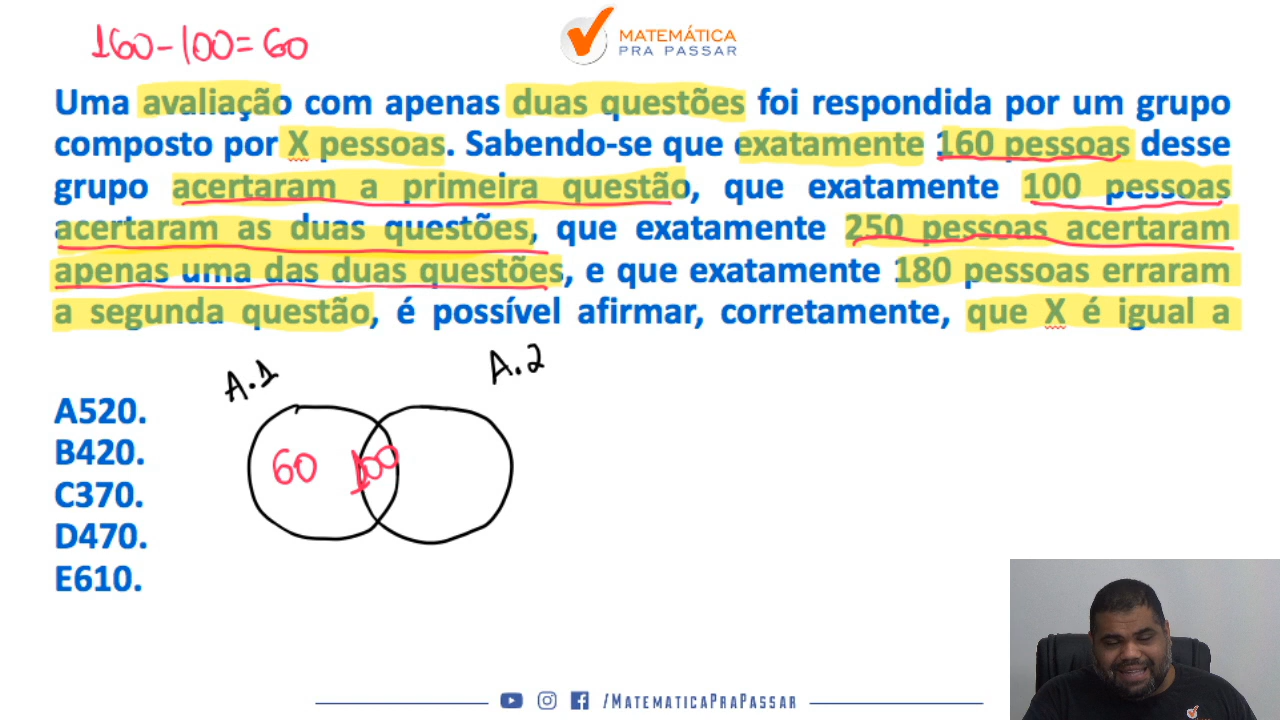 160-100=60
MATEMÁTICA
PRA PASSAR
Uma avaliação com apenas duas questões foi respondida por um grupo
composto por X pessoas. Sabendo-se que exatamente 160 pessoas desse
grupo acertaram a primeira questão, que exatamente 100 pessoas
acertaram as duas questões, que exatamente 250 pessoas acertaram
apenas uma das duas questões, e que exatamente 180 pessoas erraram
a segunda questão, é possível afirmar, corretamente, que X é igual a
A.1
A.2
A520.
B420.
C370.
D470.
E610.
60
100
/MATEMATICAPRAPASSAR